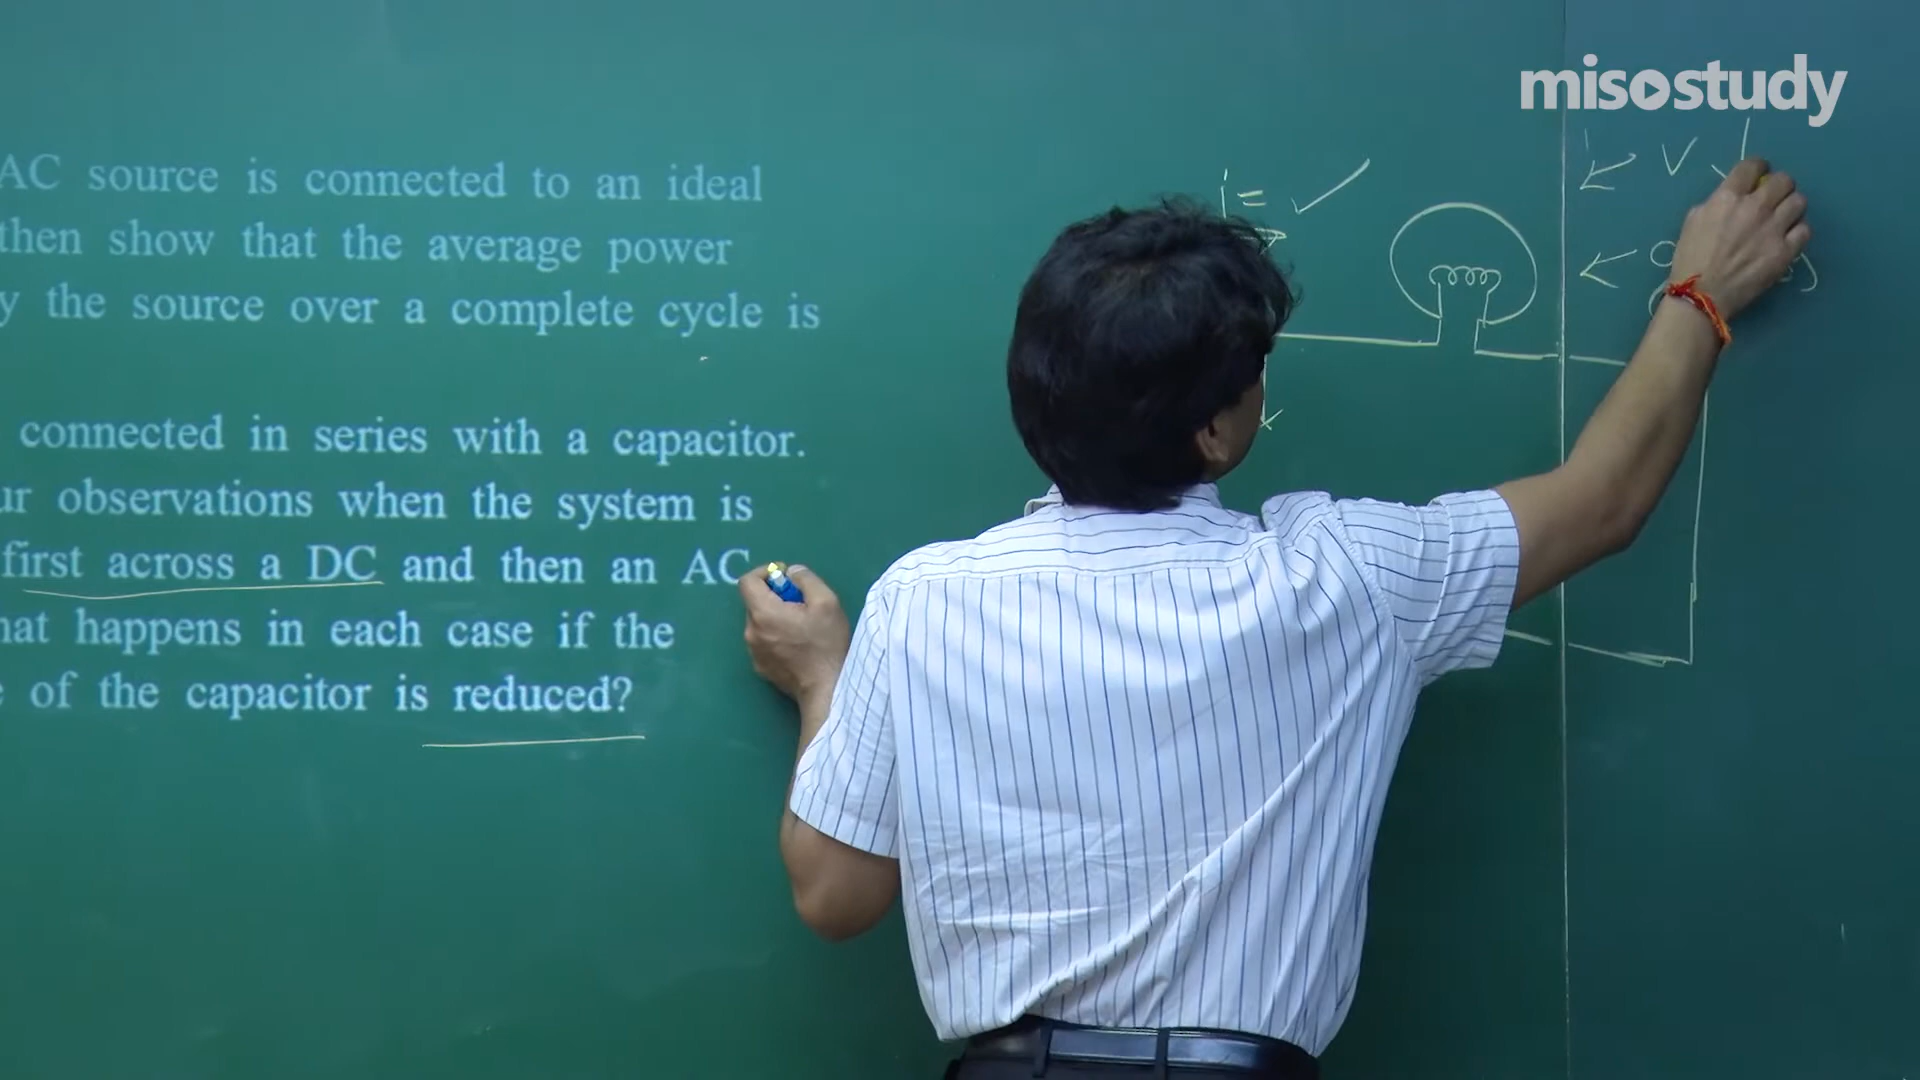 misostudy
AC source is connected to an ideal
then show that the average power
y the source over a complete cycle is
connected in series with a capacitor.
ur observations when the system is
first across a DC and then an AC
hat happens in each case if the
of the capacitor is reduced?
i = ✓
← V
←